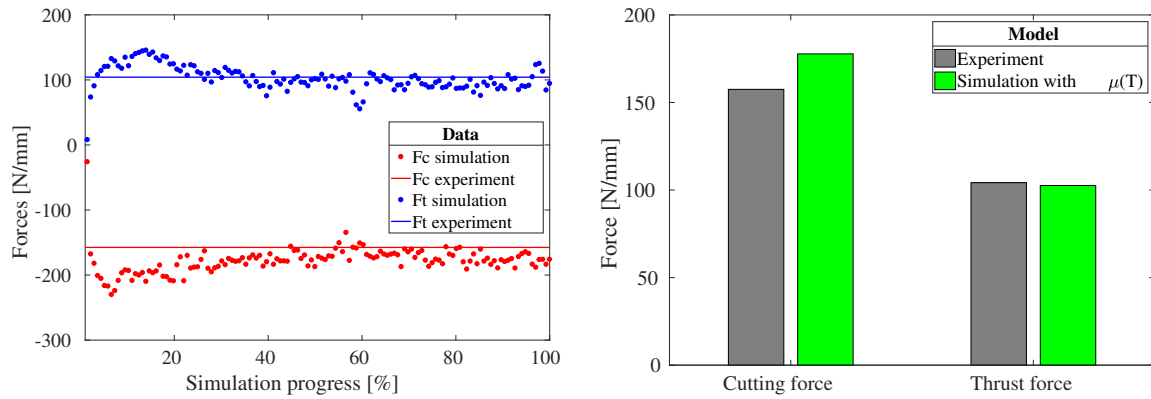 200
100
0
-100
-200
-300
Forces [N/mm]
20
40
60
80
100
Simulation progress [%]
Data
Fc simulation
Fc experiment
Ft simulation
Ft experiment
200
150
100
50
0
Force [N/mm]
Cutting force
Thrust force
Model
Experiment
Simulation with μ(T)